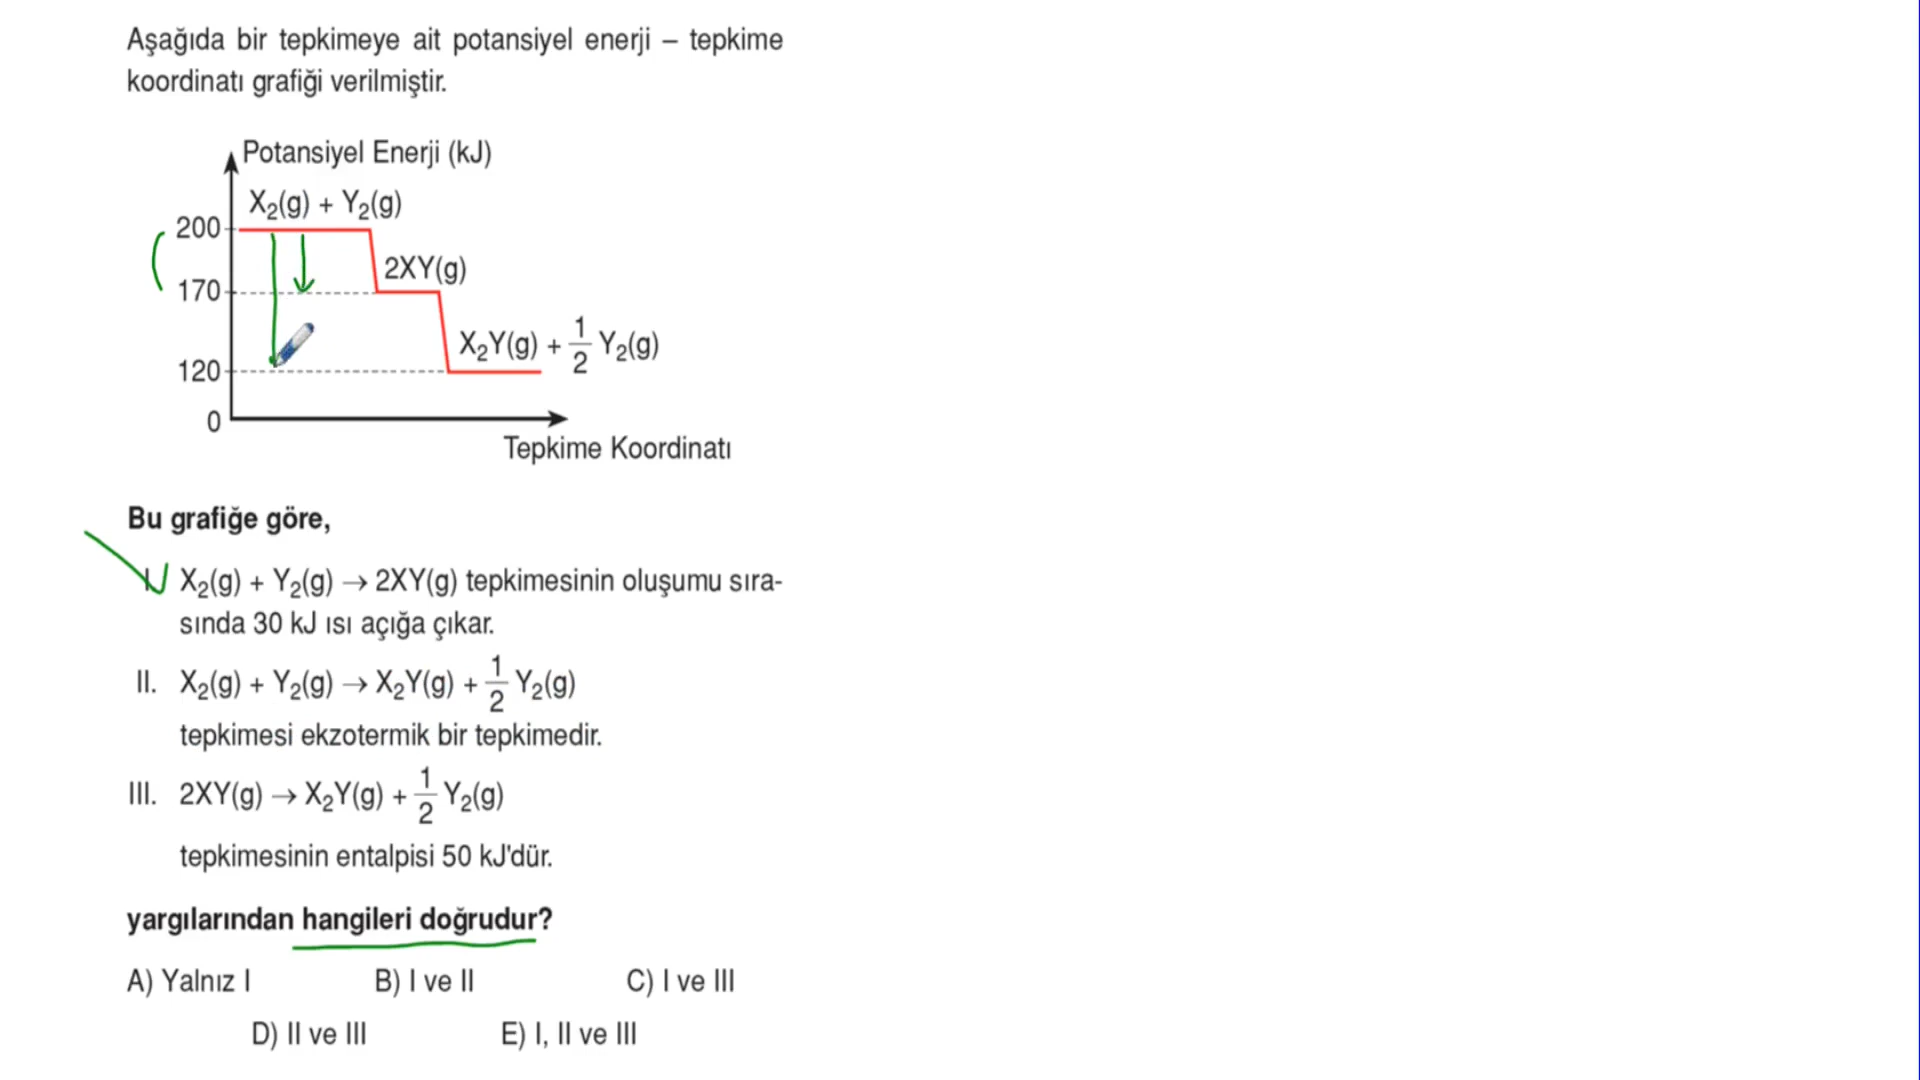 Aşağıda bir tepkimeye ait potansiyel enerji – tepkime
koordinatı grafiği verilmiştir.
Potansiyel Enerji (kJ)
X₂(g) + Y₂(g)
200
2XY(g)
170
X₂Y(g) + 1/2 Y₂(g)
120
0
Tepkime Koordinatı
Bu grafiğe göre,
I. X₂(g) + Y₂(g) → 2XY(g) tepkimesinin oluşumu sıra-
sında 30 kJ ısı açığa çıkar.
II. X₂(g) + Y₂(g) → X₂Y(g) + 1/2 Y₂(g)
tepkimesi ekzotermik bir tepkimedir.
III. 2XY(g) → X₂Y(g) + 1/2 Y₂(g)
tepkimesinin entalpisi 50 kJ'dür.
yargılarından hangileri doğrudur?
A) Yalnız I B) I ve II C) I ve III
D) II ve III E) I, II ve III